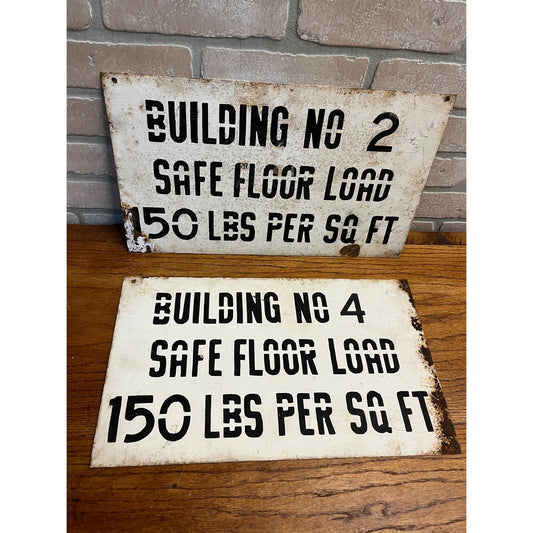 BUILDING NO 2
SAFE FLOOR LOAD
150 LBS PER SQ FT
BUILDING NO 4
SAFE FLOOR LOAD
150 LBS PER SQ FT